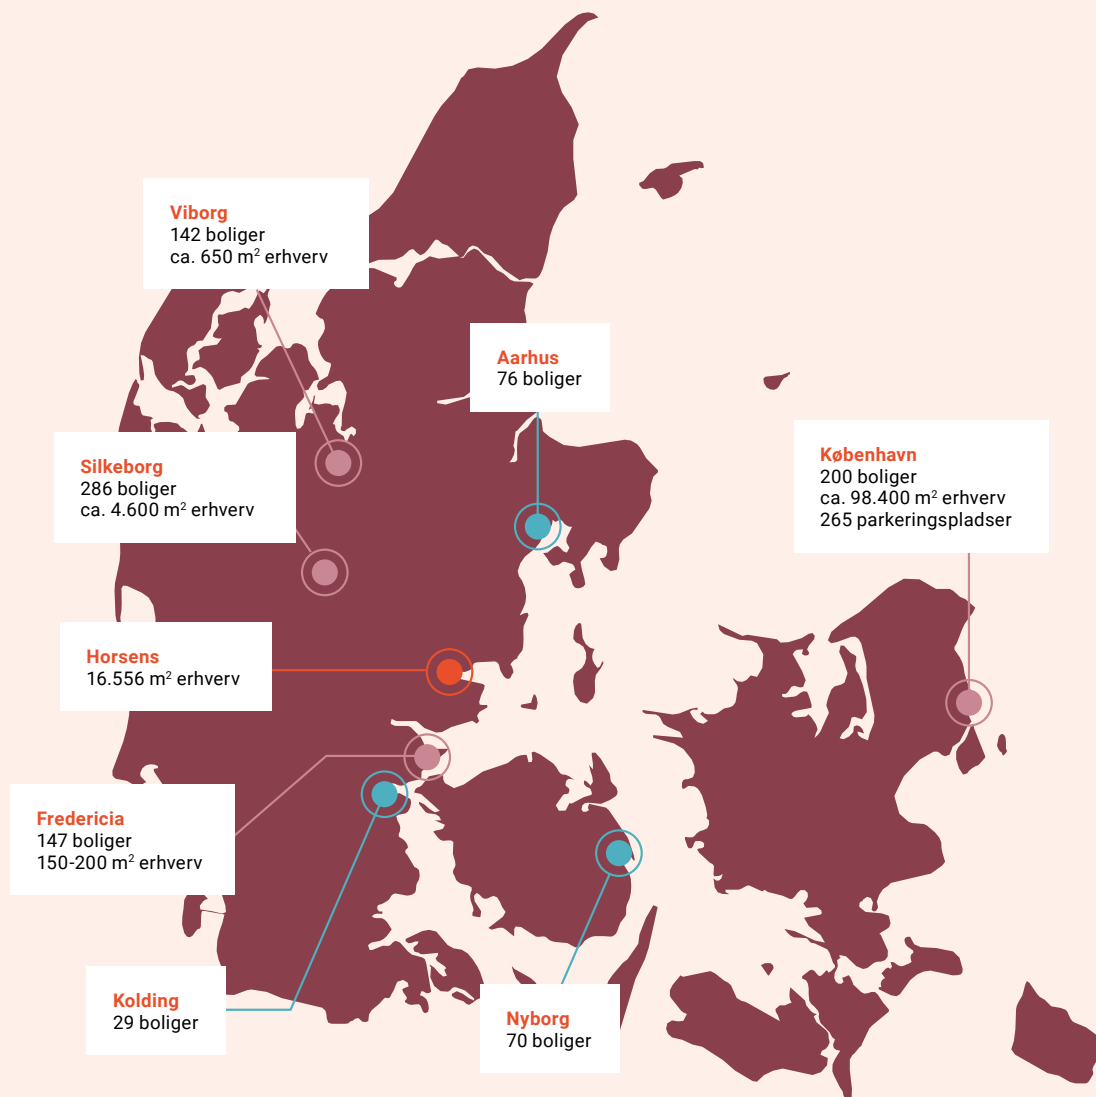 Viborg
142 boliger
ca. 650 m² erhverv
Aarhus
76 boliger
Silkeborg
286 boliger
ca. 4.600 m² erhverv
København
200 boliger
ca. 98.400 m² erhverv
265 parkeringspladser
Horsens
16.556 m² erhverv
Fredericia
147 boliger
150-200 m² erhverv
Kolding
29 boliger
Nyborg
70 boliger